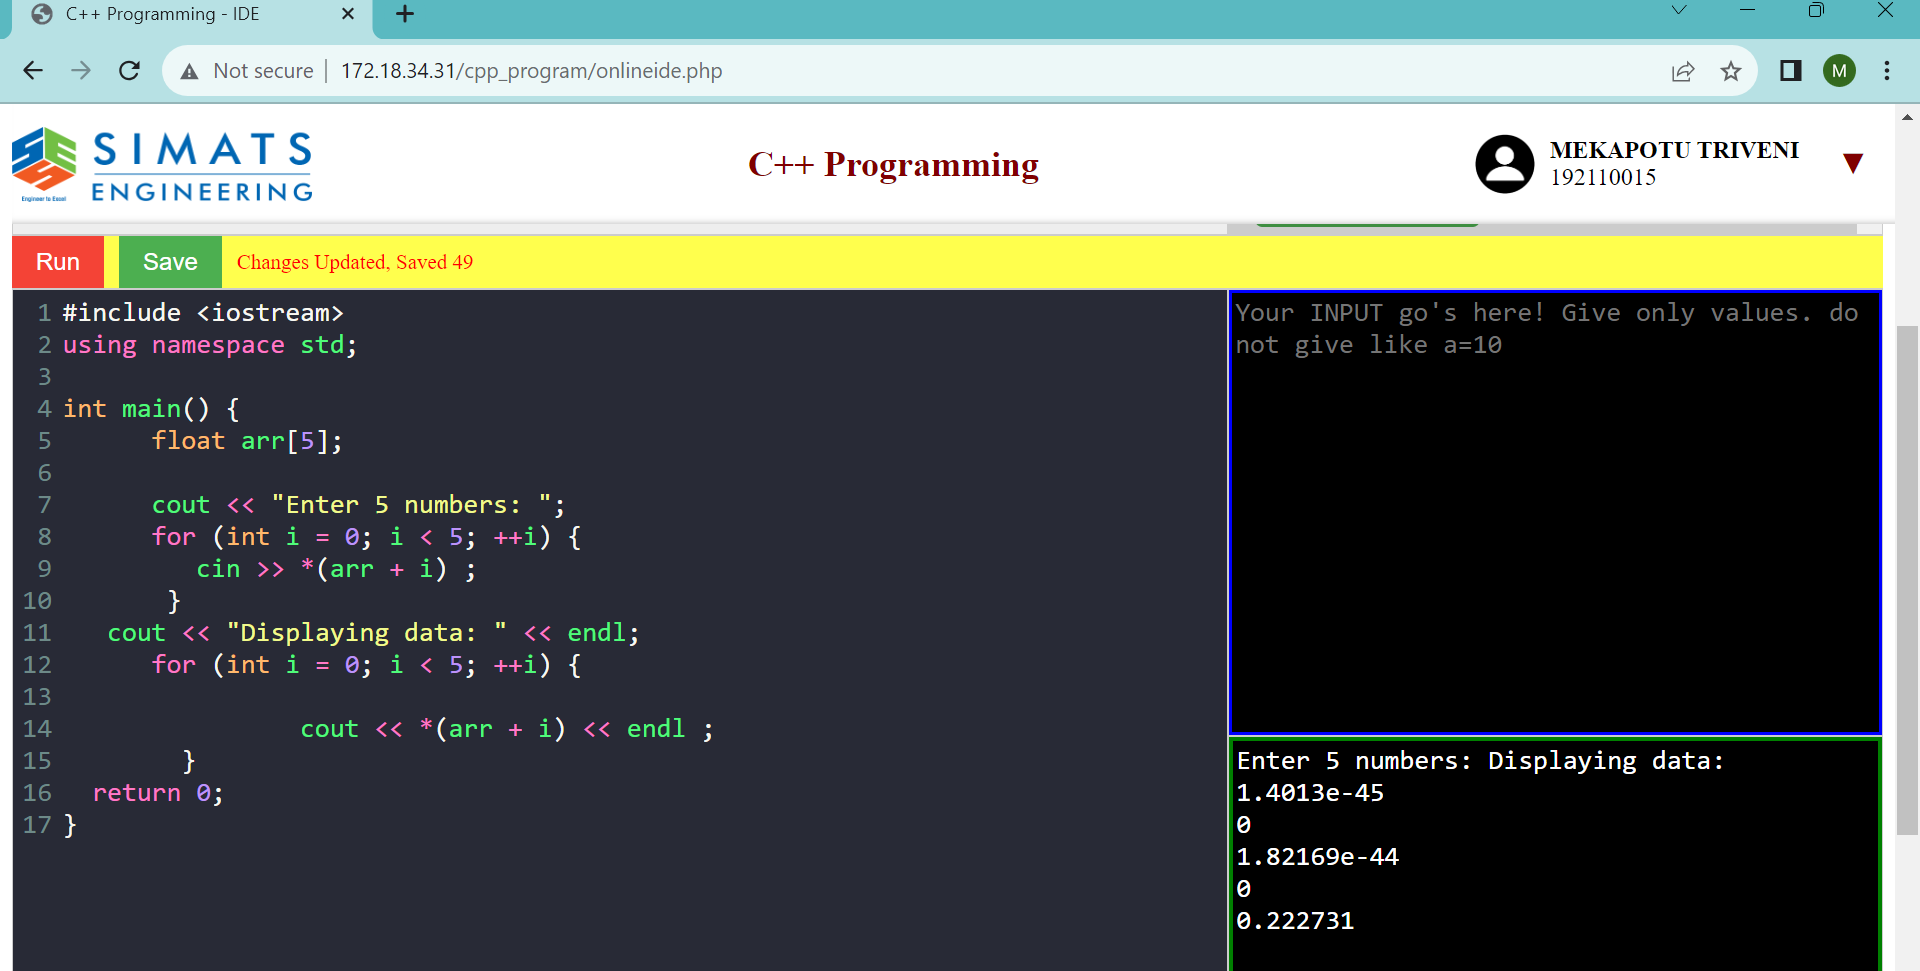 C++ Programming - IDE
Not secure | 172.18.34.31/cpp_program/onlineide.php
M
SIMATS
ENGINEERING
Engineer to Excel
C++ Programming
MEKAPOTU TRIVENI
192110015
Run
Save
Changes Updated, Saved 49
1 #include <iostream>
2 using namespace std;
3
4 int main() {
5       float arr[5];
6
7       cout << "Enter 5 numbers: ";
8       for (int i = 0; i < 5; ++i) {
9          cin >> *(arr + i) ;
10        }
11    cout << "Displaying data: " << endl;
12       for (int i = 0; i < 5; ++i) {
13
14                 cout << *(arr + i) << endl ;
15         }
16   return 0;
17 }
Your INPUT go's here! Give only values. do
not give like a=10
Enter 5 numbers: Displaying data:
1.4013e-45
0
1.82169e-44
0
0.222731